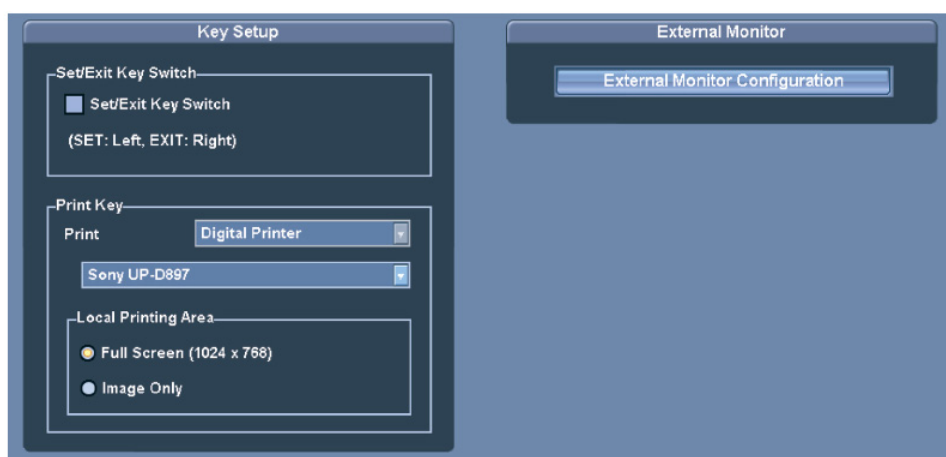 Key Setup
Set/Exit Key Switch
Set/Exit Key Switch
(SET: Left, EXIT: Right)
Print Key
Print Digital Printer
Sony UP-D897
Local Printing Area
Full Screen (1024 x 768)
Image Only
External Monitor
External Monitor Configuration